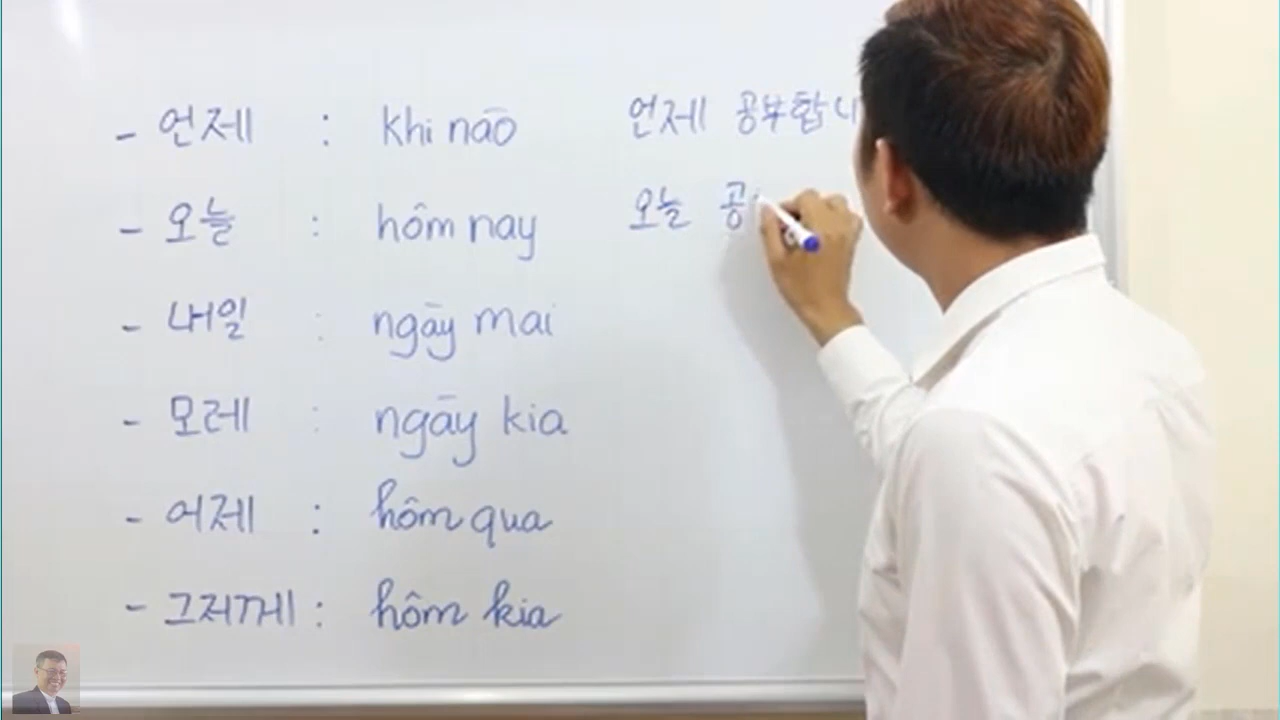 - 언제 : khi nào
- 오늘 : hôm nay
- 내일 : ngày mai
- 모레 : ngày kia
- 어제 : hôm qua
- 그저께 : hôm kia
언제 공부합니
오늘 공